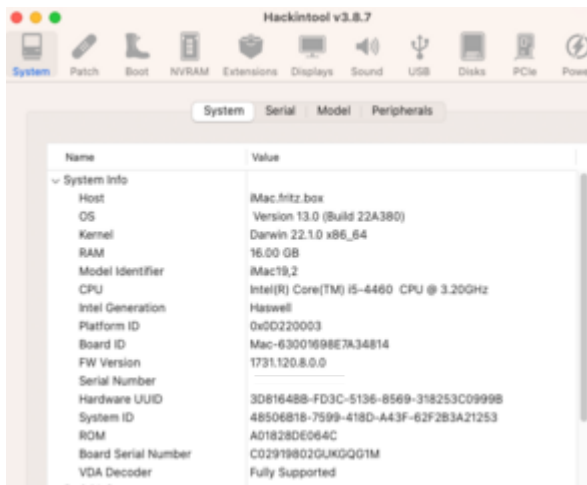 Hackintool v3.8.7
System Patch Boot NVRAM Extensions Displays Sound USB Disks PCIe Powe
System Serial Model Peripherals
Name Value
System Info
Host iMac.fritz.box
OS Version 13.0 (Build 22A380)
Kernel Darwin 22.1.0 x86_64
RAM 16.00 GB
Model Identifier iMac19,2
CPU Intel(R) Core(TM) i5-4460 CPU @ 3.20GHz
Intel Generation Haswell
Platform ID 0x0D220003
Board ID Mac-63001698E7A34814
FW Version 1731.120.8.0.0
Serial Number
Hardware UUID 3D8164BB-FD3C-5136-8569-318253C0999B
System ID 48506B18-7599-418D-A43F-62F2B3A21253
ROM A01828DE064C
Board Serial Number C02919802GUKGQG1M
VDA Decoder Fully Supported